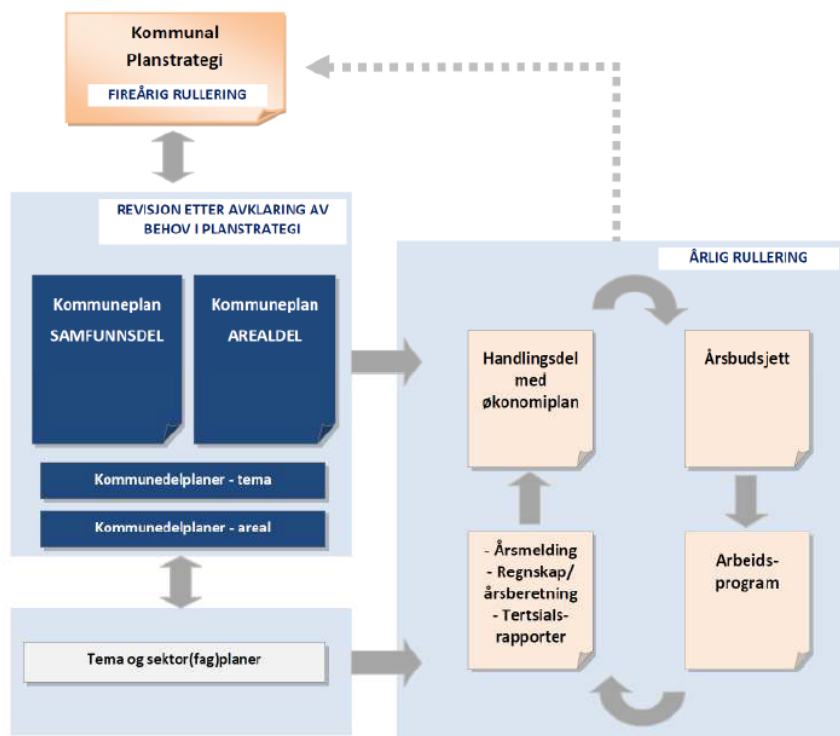 Kommunal
Planstrategi
FIREÅRIG RULLERING
REVISJON ETTER AVKLARING AV
BEHOV I PLANSTRATEGI
Kommuneplan
SAMFUNNSDEL
Kommuneplan
AREALDEL
Kommunedelplaner - tema
Kommunedelplaner - areal
Tema og sektor(fag)planer
ÅRLIG RULLERING
Handlingsdel
med
økonomiplan
Årsbudsjett
- Årsmelding
- Regnskap/
årsberetning
- Tertsials-
rapporter
Arbeids-
program